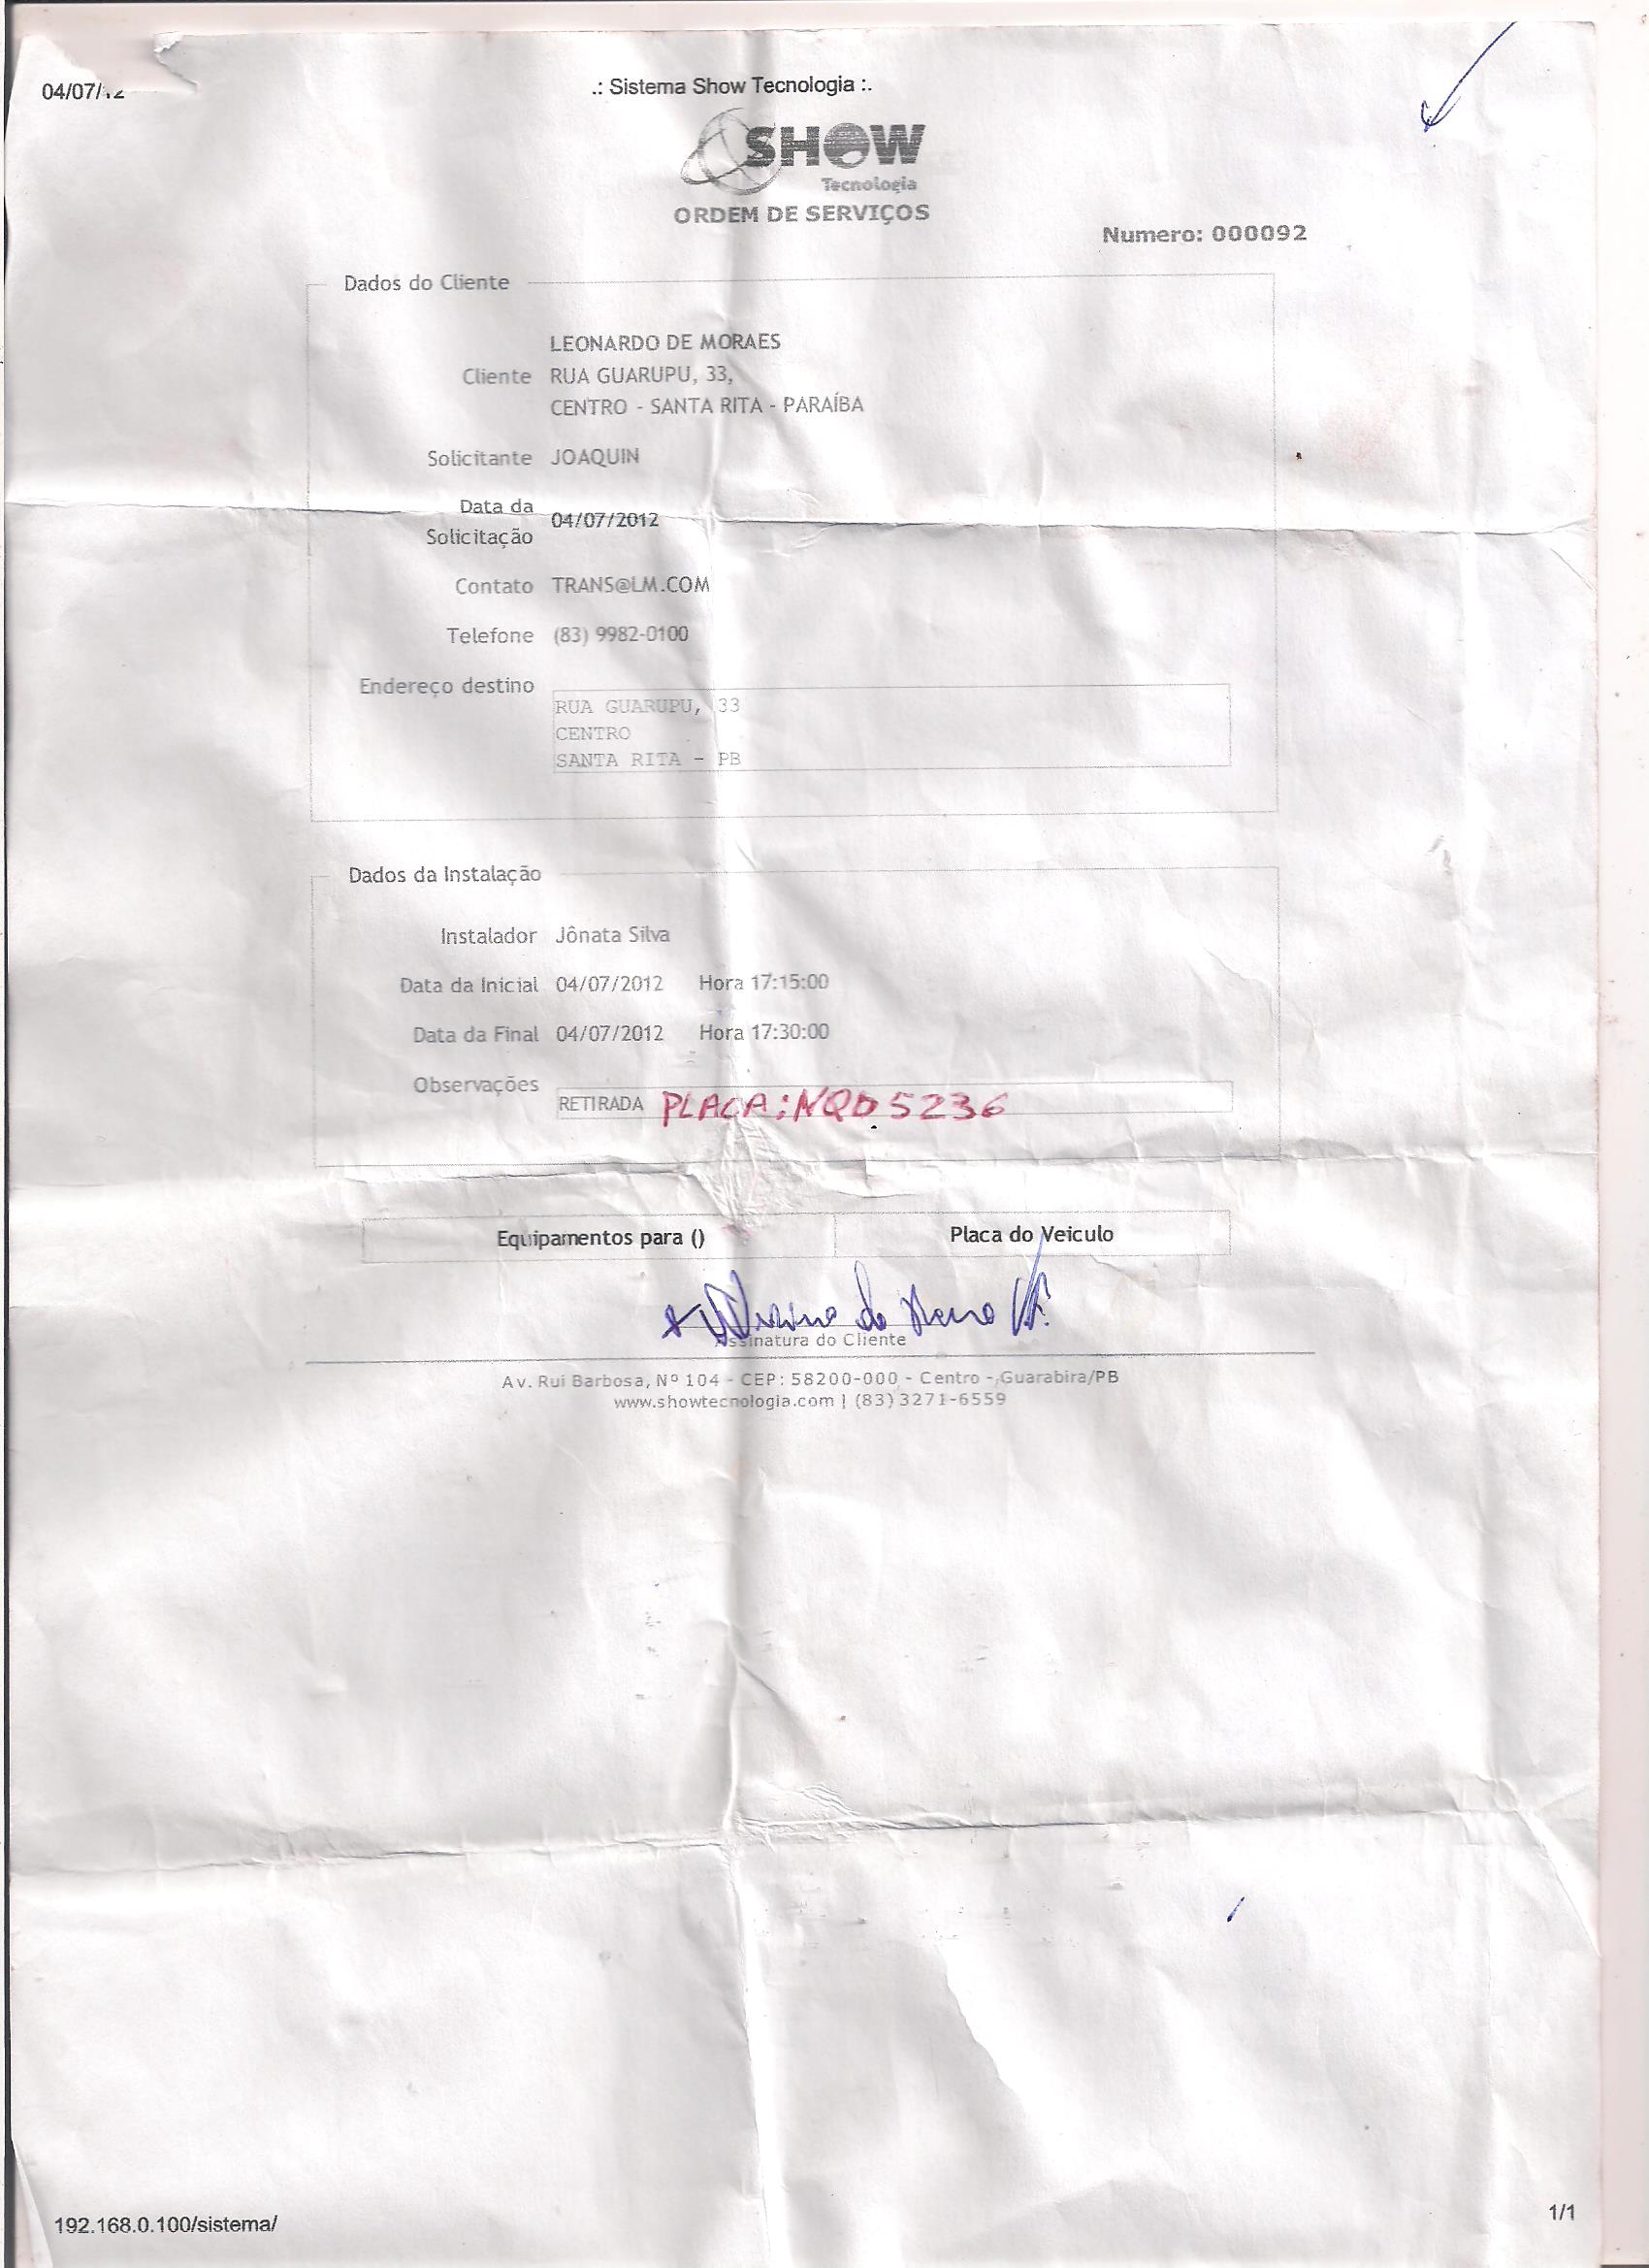 04/07/12
.: Sistema Show Tecnologia :.
SHOW
Tecnologia
ORDEM DE SERVIÇOS
Numero: 000092
Dados do Cliente
LEONARDO DE MORAES
Cliente RUA GUARUPU, 33,
CENTRO - SANTA RITA - PARAÍBA
Solicitante JOAQUIN
Data da Solicitação 04/07/2012
Contato TRANS@LM.COM
Telefone (83) 9982-0100
Endereço destino
RUA GUARUPU, 33
CENTRO
SANTA RITA - PB
Dados da Instalação
Instalador Jônata Silva
Data da Inicial 04/07/2012 Hora 17:15:00
Data da Final 04/07/2012 Hora 17:30:00
Observações
RETIRADA PLACA: NQD 5236
Equipamentos para () Placa do Veiculo
Assinatura do Cliente
Av. Rui Barbosa, Nº 104 - CEP: 58200-000 - Centro - Guarabira/PB
www.showtecnologia.com | (83) 3271-6559
192.168.0.100/sistema/
1/1